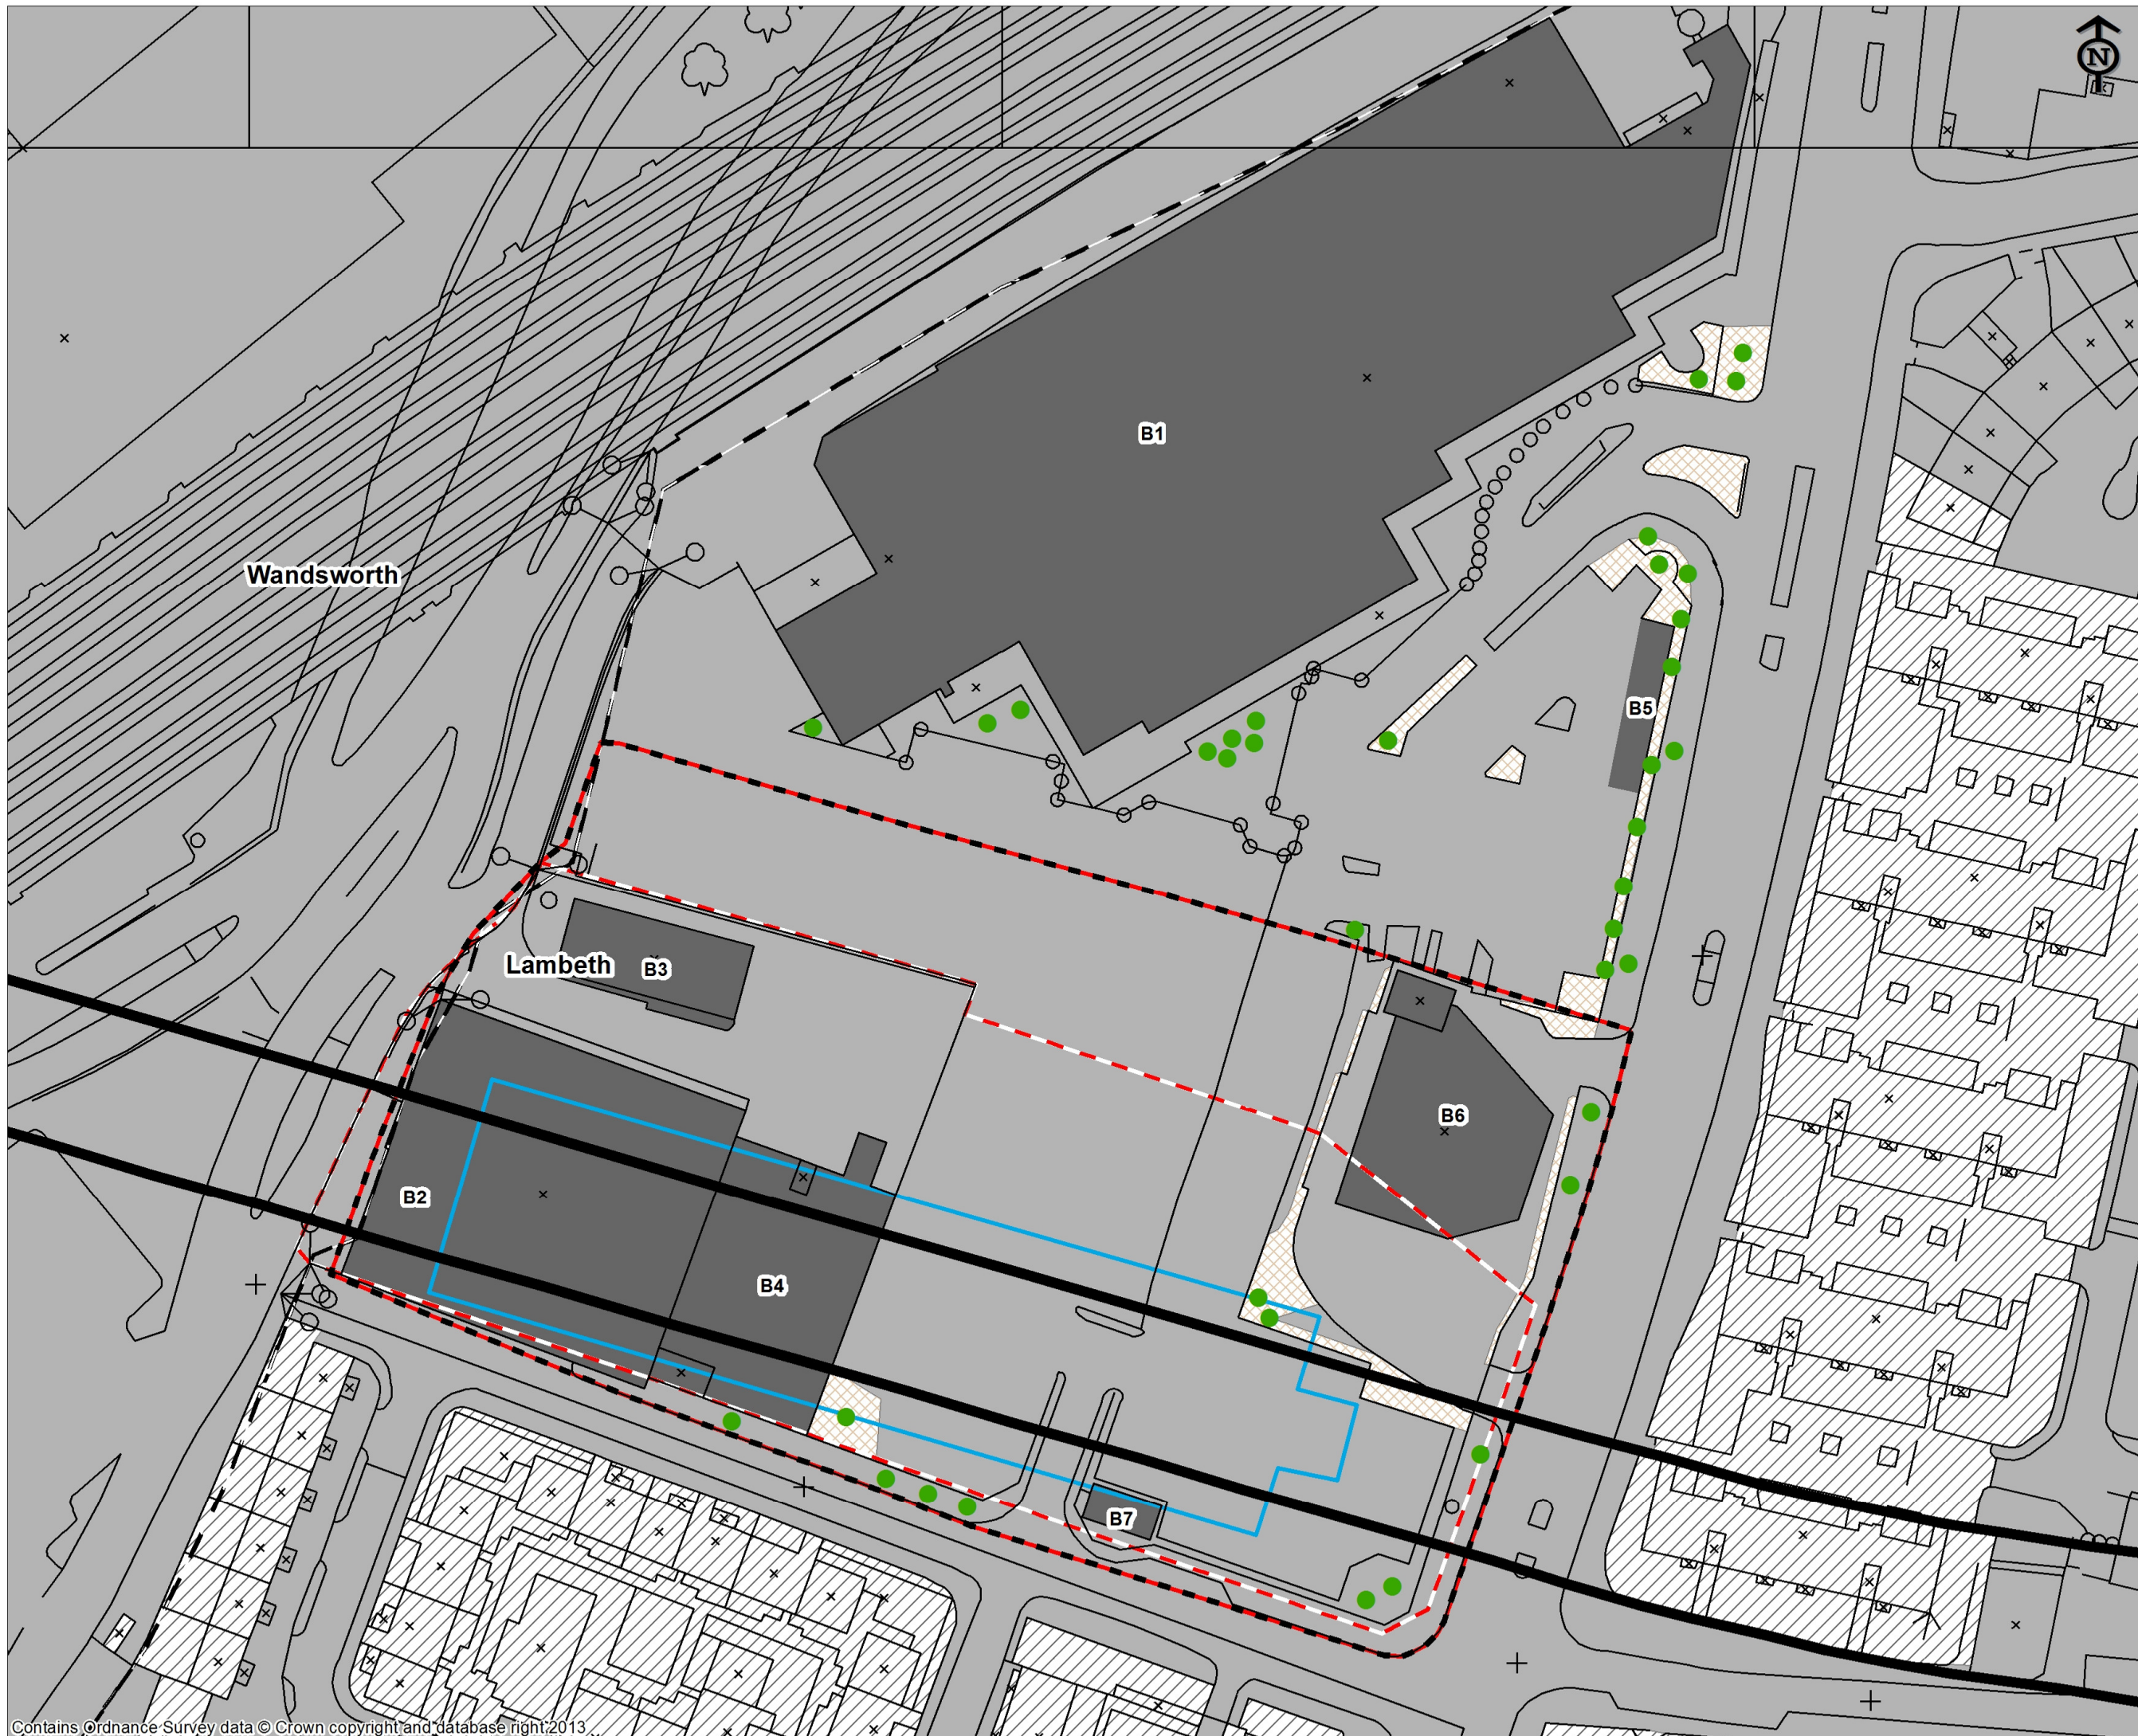 N
B1
Wandsworth
B5
Lambeth
B3
B6
B2
B4
B7
Contains Ordnance Survey data © Crown copyright and database right 2013